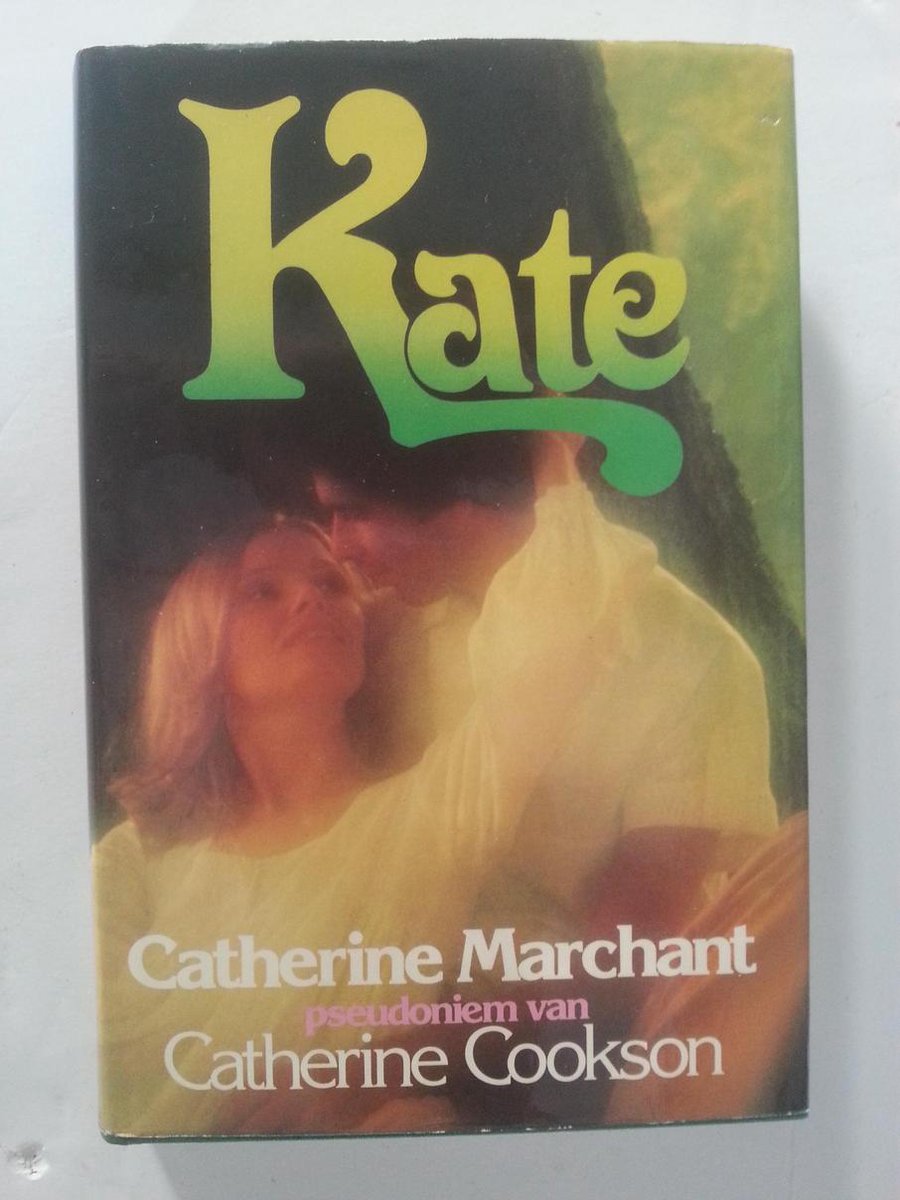 Kate
Catherine Marchant
pseudoniem van
Catherine Cookson